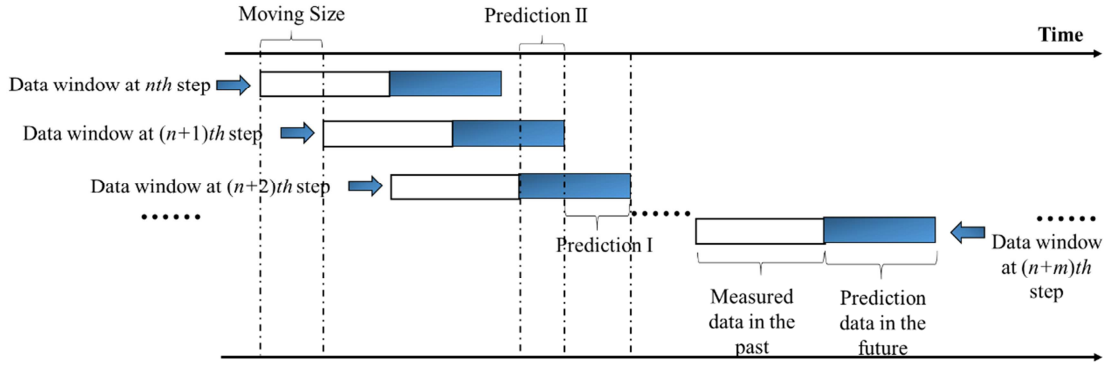 Moving Size
Prediction II
Time
Data window at nth step
Data window at (n+1)th step
Data window at (n+2)th step
......
......
......
Prediction I
Data window
at (n+m)th
step
Measured
data in the
past
Prediction
data in the
future